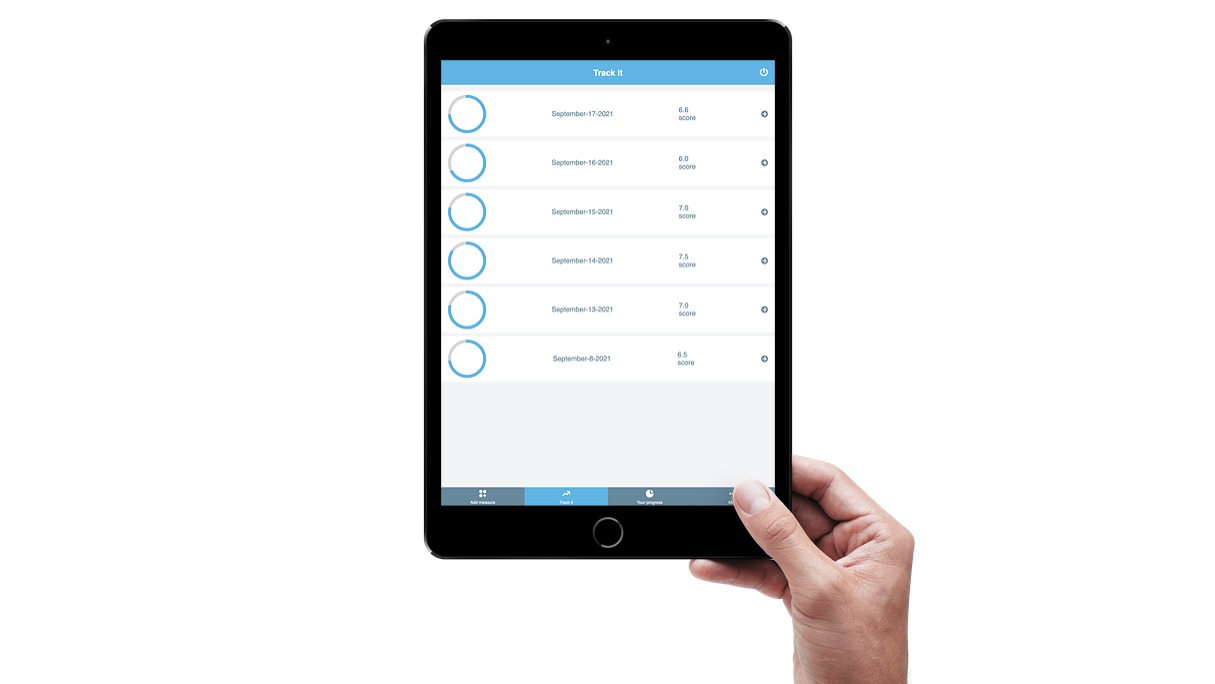 Track it
September-17-2021
6.6
score
September-16-2021
6.0
score
September-15-2021
7.0
score
September-14-2021
7.5
score
September-13-2021
7.0
score
September-8-2021
6.5
score
Add measure
Track it
Your progress